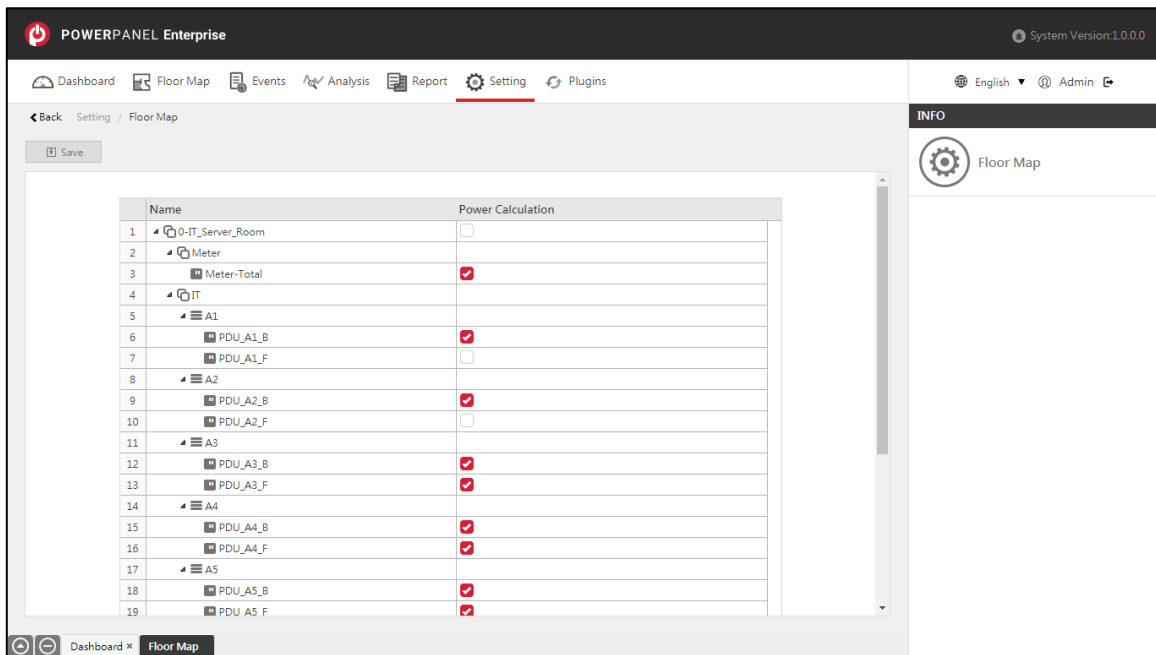 POWERPANEL Enterprise
System Version:1.0.0.0
Dashboard Floor Map Events Analysis Report Setting Plugins
English ▼ Admin
Back Setting / Floor Map
INFO
Save
Floor Map
Name Power Calculation
1 0-IT_Server_Room
2 Meter
3 Meter-Total
4 IT
5 A1
6 PDU_A1_B
7 PDU_A1_F
8 A2
9 PDU_A2_B
10 PDU_A2_F
11 A3
12 PDU_A3_B
13 PDU_A3_F
14 A4
15 PDU_A4_B
16 PDU_A4_F
17 A5
18 PDU_A5_B
19 PDU_A5_F
Dashboard × Floor Map